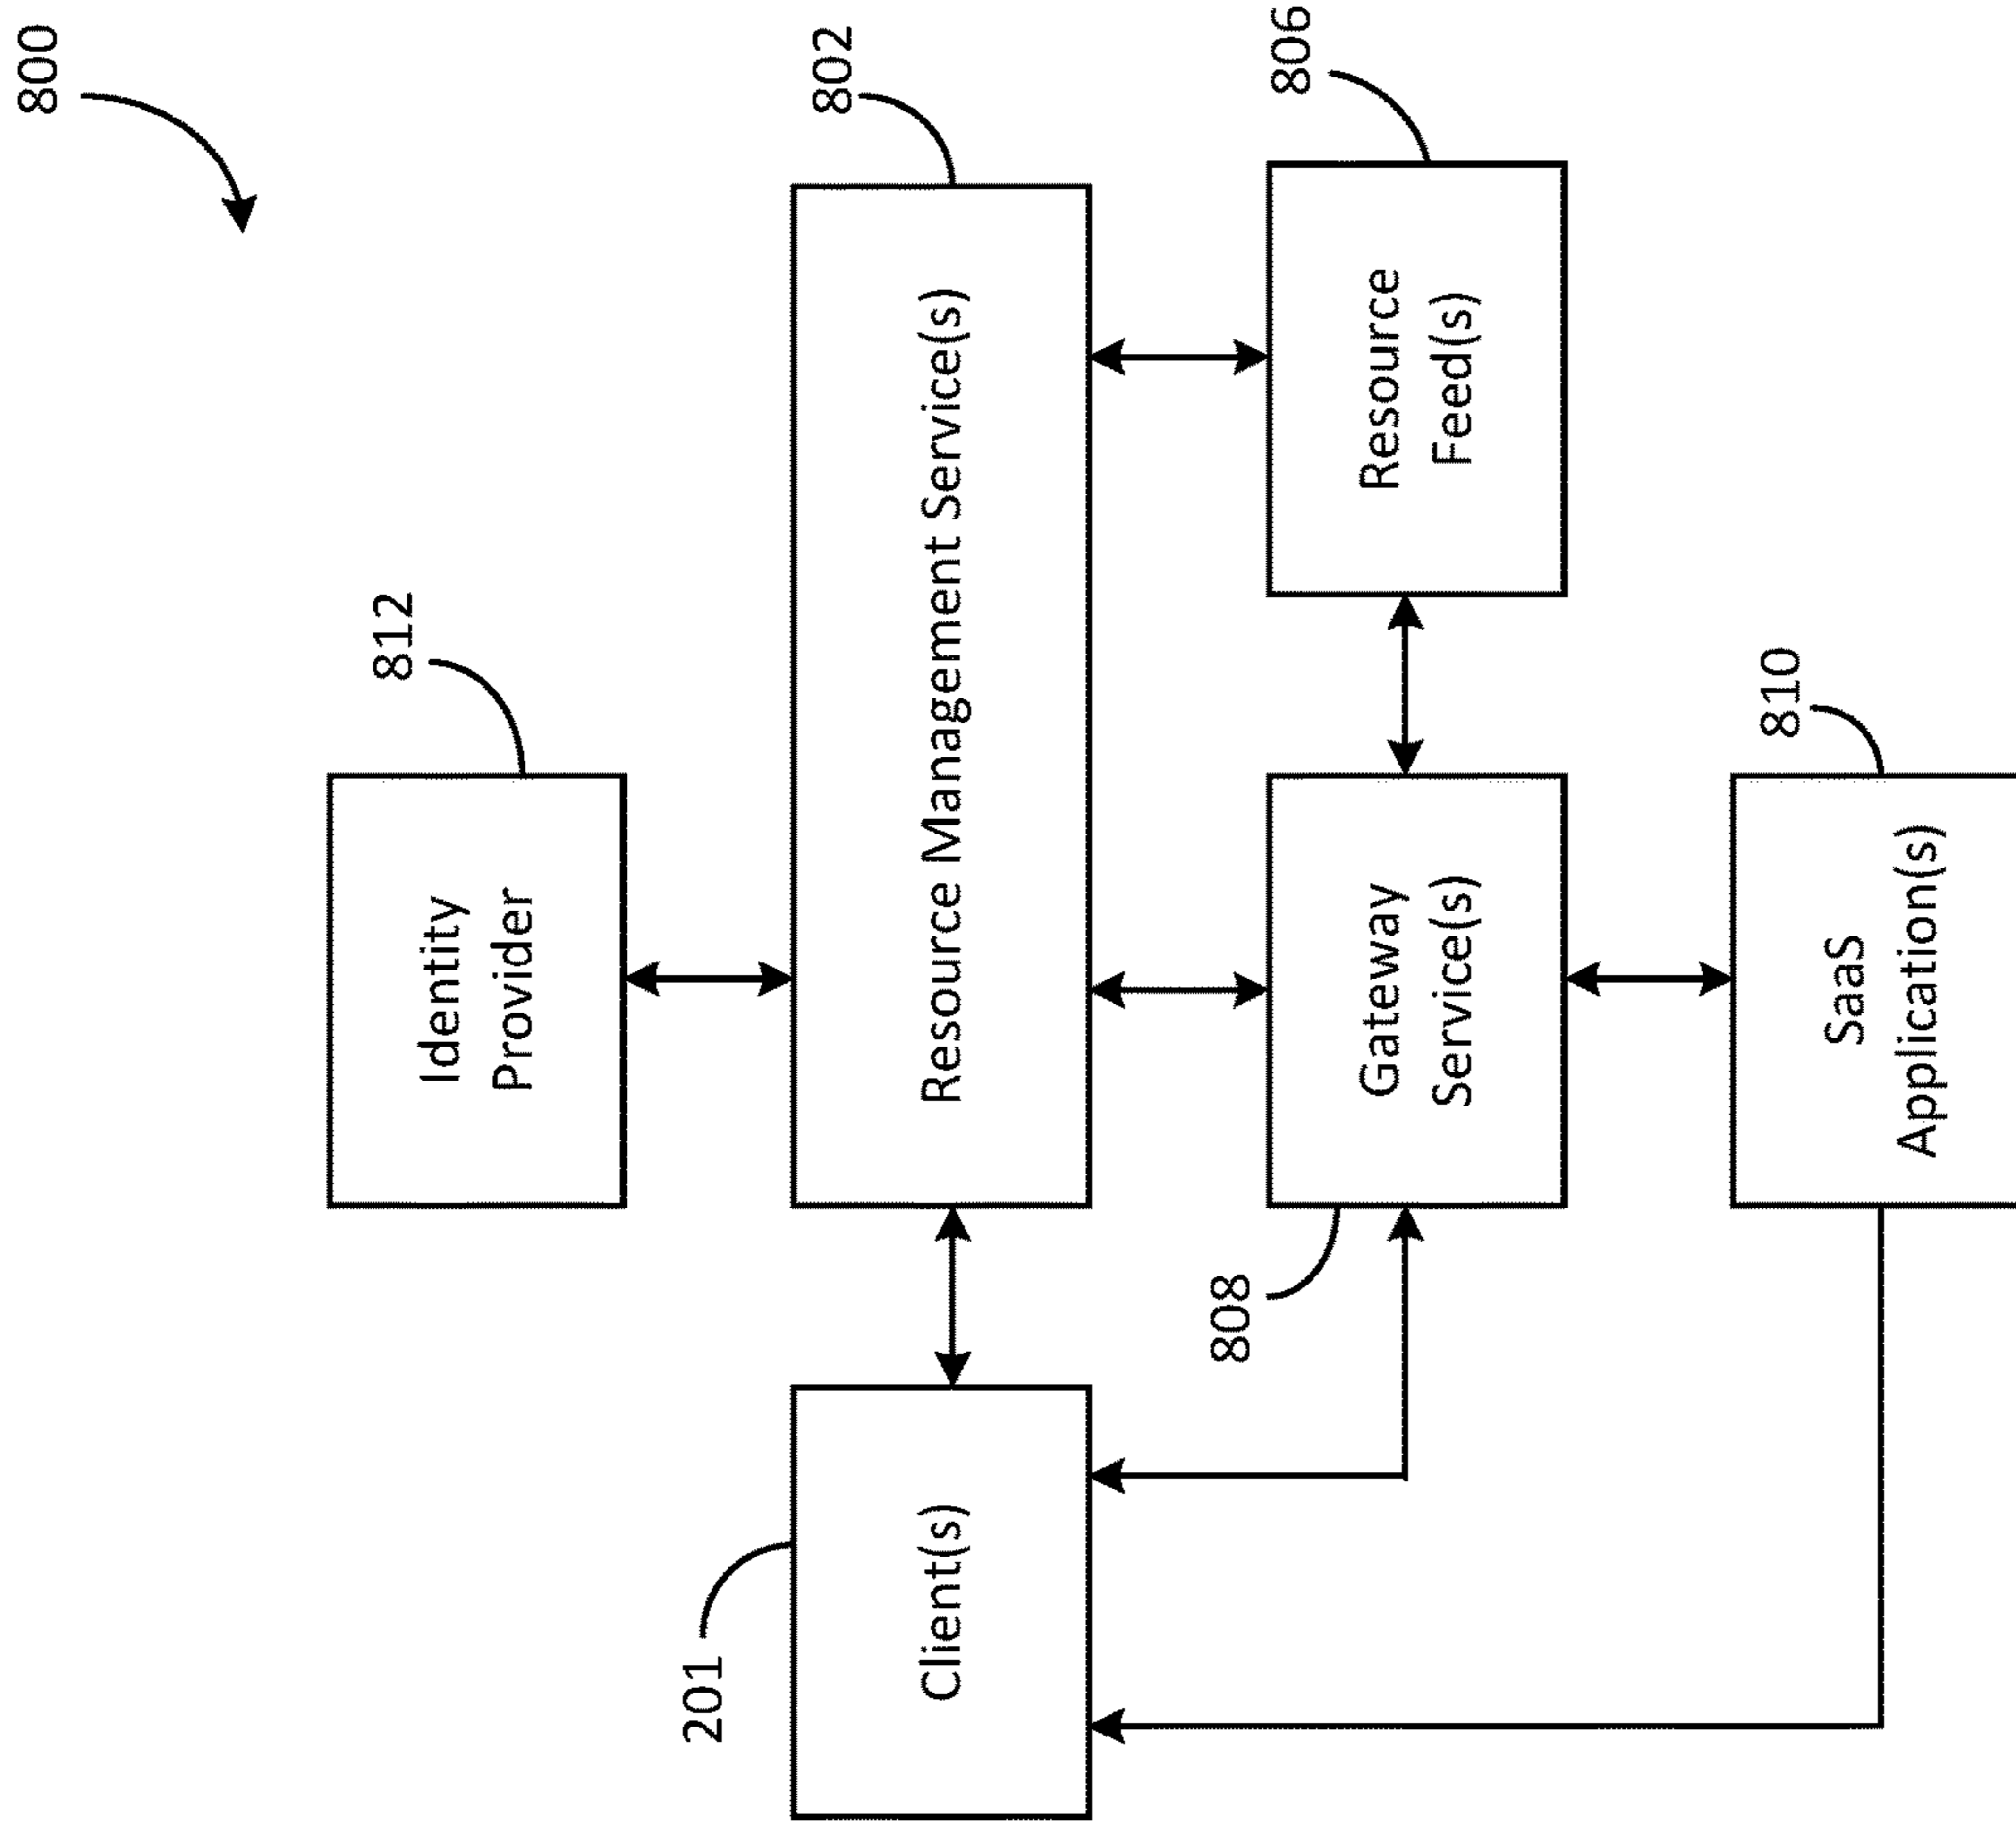 800
812
Identity
Provider
802
Resource Management Service(s)
201
Client(s)
808
Gateway
Service(s)
806
Resource
Feed(s)
810
SaaS
Application(s)